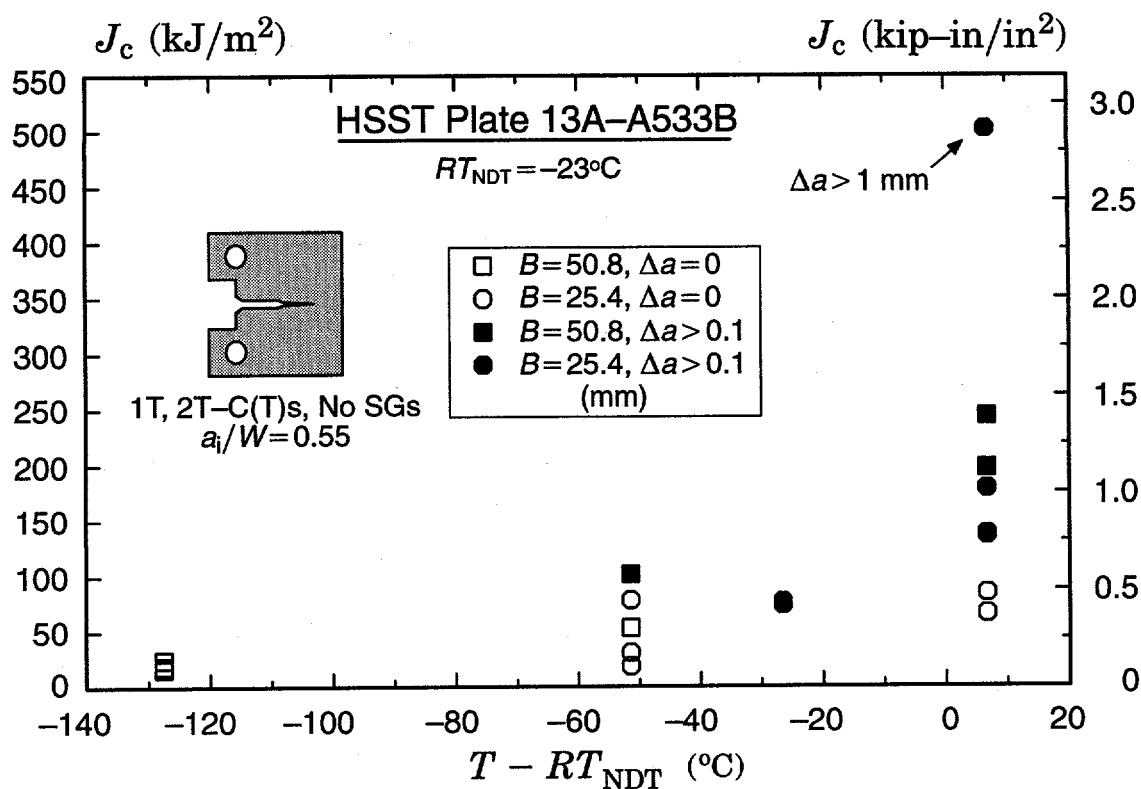 J_c (kJ/m²)
J_c (kip–in/in²)
550
500
450
400
350
300
250
200
150
100
50
0
HSST Plate 13A–A533B
RT_NDT=–23°C
Δa>1 mm
B=50.8, Δa=0
B=25.4, Δa=0
B=50.8, Δa>0.1
B=25.4, Δa>0.1
(mm)
1T, 2T–C(T)s, No SGs
a_i/W=0.55
3.0
2.5
2.0
1.5
1.0
0.5
0
–140 –120 –100 –80 –60 –40 –20 0 20
T – RT_NDT (°C)